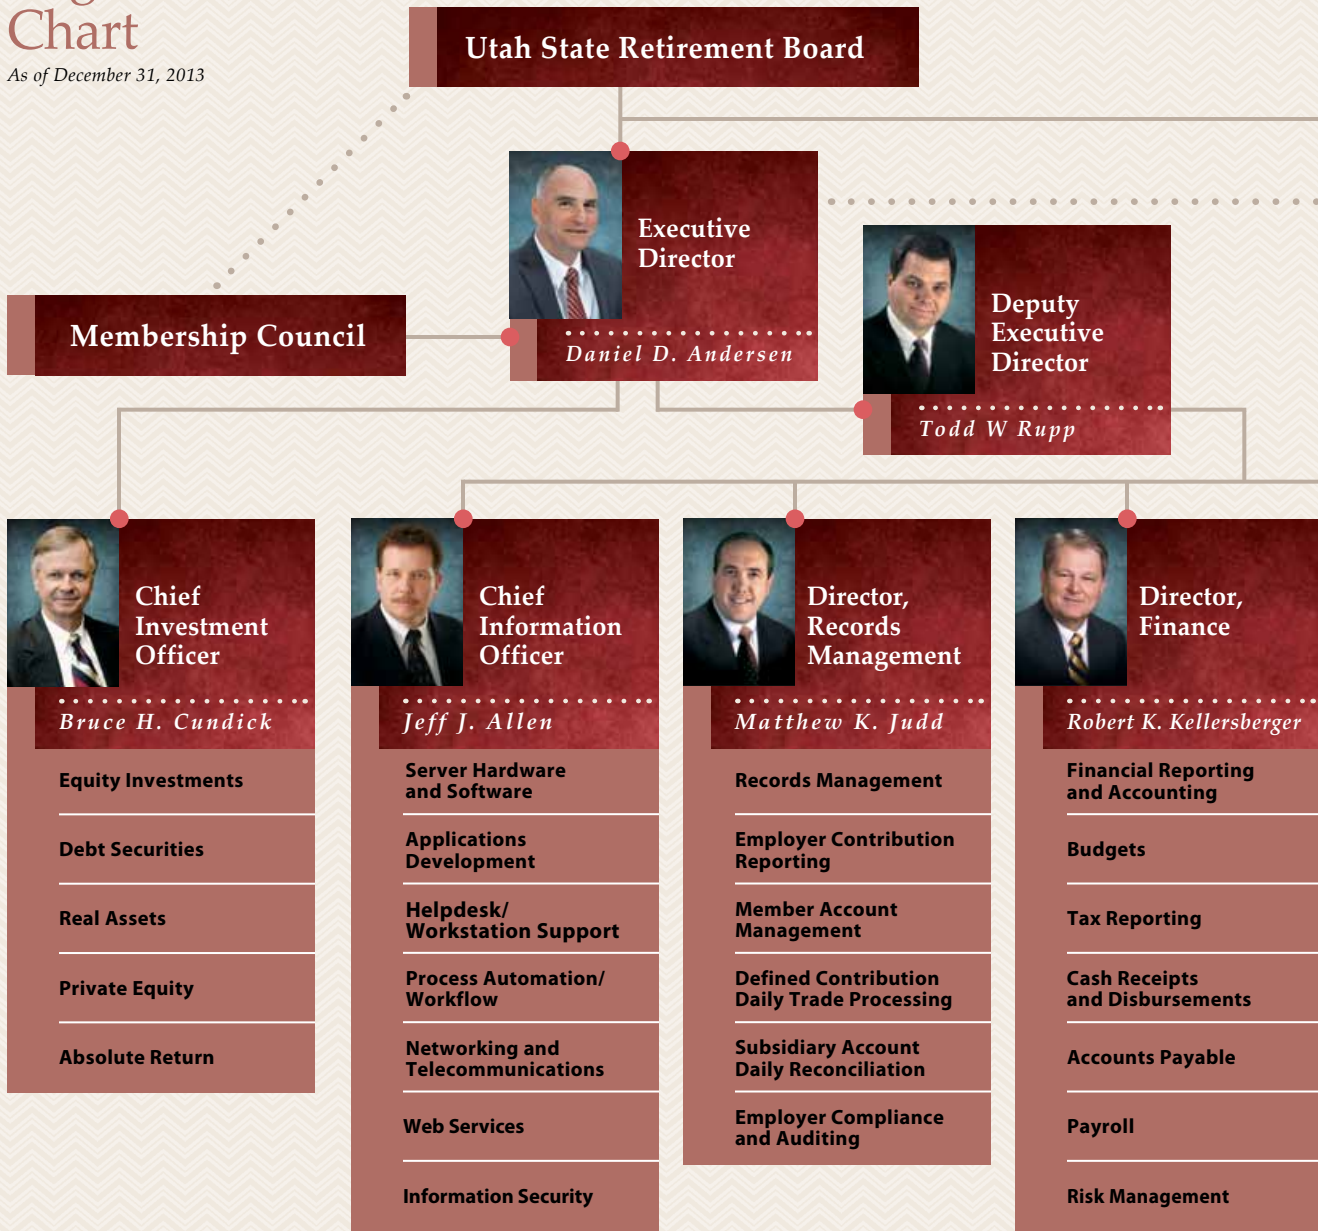 Chart
As of December 31, 2013
Utah State Retirement Board
Executive
Director
Daniel D. Andersen
Membership Council
Deputy
Executive
Director
Todd W Rupp
Chief
Investment
Officer
Bruce H. Cundick
Equity Investments
Debt Securities
Real Assets
Private Equity
Absolute Return
Chief
Information
Officer
Jeff J. Allen
Server Hardware
and Software
Applications
Development
Helpdesk/
Workstation Support
Process Automation/
Workflow
Networking and
Telecommunications
Web Services
Information Security
Director,
Records
Management
Matthew K. Judd
Records Management
Employer Contribution
Reporting
Member Account
Management
Defined Contribution
Daily Trade Processing
Subsidiary Account
Daily Reconciliation
Employer Compliance
and Auditing
Director,
Finance
Robert K. Kellersberger
Financial Reporting
and Accounting
Budgets
Tax Reporting
Cash Receipts
and Disbursements
Accounts Payable
Payroll
Risk Management